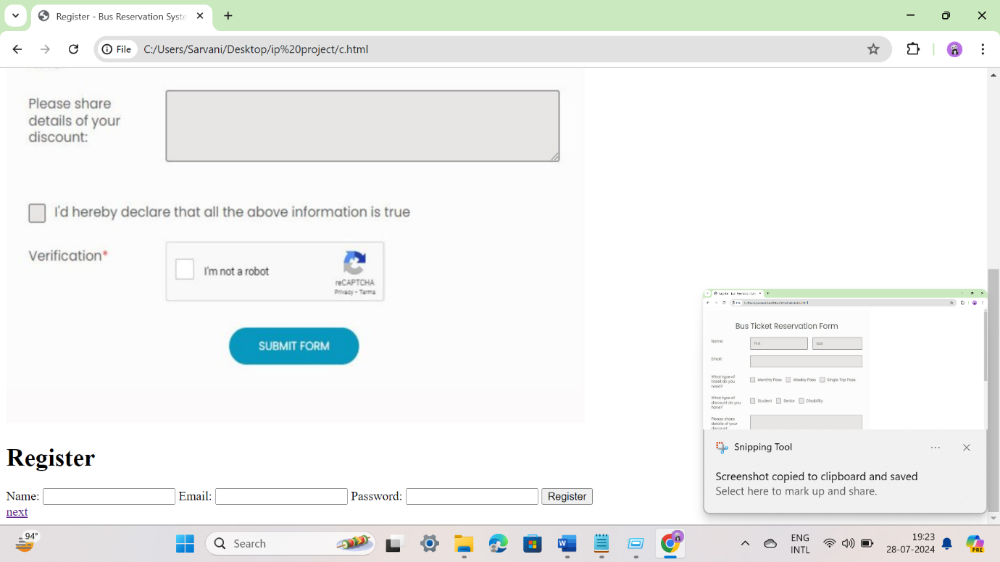 Register - Bus Reservation Syste
File
C:/Users/Sarvani/Desktop/ip%20project/c.html
Please share
details of your
discount:
I'd hereby declare that all the above information is true
Verification*
I'm not a robot
reCAPTCHA
Privacy - Terms
SUBMIT FORM
Register
Name:
Email:
Password:
Register
next
Bus Ticket Reservation Form
Name:
First
Last
Email:
What type of
ticket do you
need?
Monthly Pass
Weekly Pass
Single Trip Pass
What type of
discount do you
have?
Student
Senior
Disability
Please share
details of your
discount:
Snipping Tool
Screenshot copied to clipboard and saved
Select here to mark up and share.
94°
Search
ENG
INTL
19:23
28-07-2024
PRE